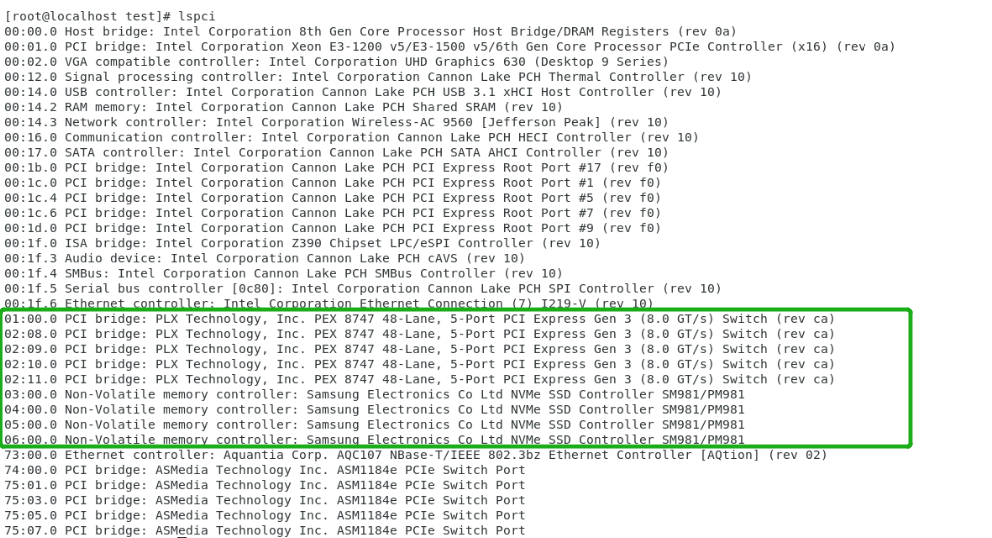 [root@localhost test]# lspci
00:00.0 Host bridge: Intel Corporation 8th Gen Core Processor Host Bridge/DRAM Registers (rev 0a)
00:01.0 PCI bridge: Intel Corporation Xeon E3-1200 v5/E3-1500 v5/6th Gen Core Processor PCIe Controller (x16) (rev 0a)
00:02.0 VGA compatible controller: Intel Corporation UHD Graphics 630 (Desktop 9 Series)
00:12.0 Signal processing controller: Intel Corporation Cannon Lake PCH Thermal Controller (rev 10)
00:14.0 USB controller: Intel Corporation Cannon Lake PCH USB 3.1 xHCI Host Controller (rev 10)
00:14.2 RAM memory: Intel Corporation Cannon Lake PCH Shared SRAM (rev 10)
00:14.3 Network controller: Intel Corporation Wireless-AC 9560 [Jefferson Peak] (rev 10)
00:16.0 Communication controller: Intel Corporation Cannon Lake PCH HECI Controller (rev 10)
00:17.0 SATA controller: Intel Corporation Cannon Lake PCH SATA AHCI Controller (rev 10)
00:1b.0 PCI bridge: Intel Corporation Cannon Lake PCH PCI Express Root Port #17 (rev f0)
00:1c.0 PCI bridge: Intel Corporation Cannon Lake PCH PCI Express Root Port #1 (rev f0)
00:1c.4 PCI bridge: Intel Corporation Cannon Lake PCH PCI Express Root Port #5 (rev f0)
00:1c.6 PCI bridge: Intel Corporation Cannon Lake PCH PCI Express Root Port #7 (rev f0)
00:1d.0 PCI bridge: Intel Corporation Cannon Lake PCH PCI Express Root Port #9 (rev f0)
00:1f.0 ISA bridge: Intel Corporation Z390 Chipset LPC/eSPI Controller (rev 10)
00:1f.3 Audio device: Intel Corporation Cannon Lake PCH cAVS (rev 10)
00:1f.4 SMBus: Intel Corporation Cannon Lake PCH SMBus Controller (rev 10)
00:1f.5 Serial bus controller [0c80]: Intel Corporation Cannon Lake PCH SPI Controller (rev 10)
00:1f.6 Ethernet controller: Intel Corporation Ethernet Connection (7) I219-V (rev 10)
01:00.0 PCI bridge: PLX Technology, Inc. PEX 8747 48-Lane, 5-Port PCI Express Gen 3 (8.0 GT/s) Switch (rev ca)
02:08.0 PCI bridge: PLX Technology, Inc. PEX 8747 48-Lane, 5-Port PCI Express Gen 3 (8.0 GT/s) Switch (rev ca)
02:09.0 PCI bridge: PLX Technology, Inc. PEX 8747 48-Lane, 5-Port PCI Express Gen 3 (8.0 GT/s) Switch (rev ca)
02:10.0 PCI bridge: PLX Technology, Inc. PEX 8747 48-Lane, 5-Port PCI Express Gen 3 (8.0 GT/s) Switch (rev ca)
02:11.0 PCI bridge: PLX Technology, Inc. PEX 8747 48-Lane, 5-Port PCI Express Gen 3 (8.0 GT/s) Switch (rev ca)
03:00.0 Non-Volatile memory controller: Samsung Electronics Co Ltd NVMe SSD Controller SM981/PM981
04:00.0 Non-Volatile memory controller: Samsung Electronics Co Ltd NVMe SSD Controller SM981/PM981
05:00.0 Non-Volatile memory controller: Samsung Electronics Co Ltd NVMe SSD Controller SM981/PM981
06:00.0 Non-Volatile memory controller: Samsung Electronics Co Ltd NVMe SSD Controller SM981/PM981
73:00.0 Ethernet controller: Aquantia Corp. AQC107 NBase-T/IEEE 802.3bz Ethernet Controller [AQtion] (rev 02)
74:00.0 PCI bridge: ASMedia Technology Inc. ASM1184e PCIe Switch Port
75:01.0 PCI bridge: ASMedia Technology Inc. ASM1184e PCIe Switch Port
75:03.0 PCI bridge: ASMedia Technology Inc. ASM1184e PCIe Switch Port
75:05.0 PCI bridge: ASMedia Technology Inc. ASM1184e PCIe Switch Port
75:07.0 PCI bridge: ASMedia Technology Inc. ASM1184e PCIe Switch Port